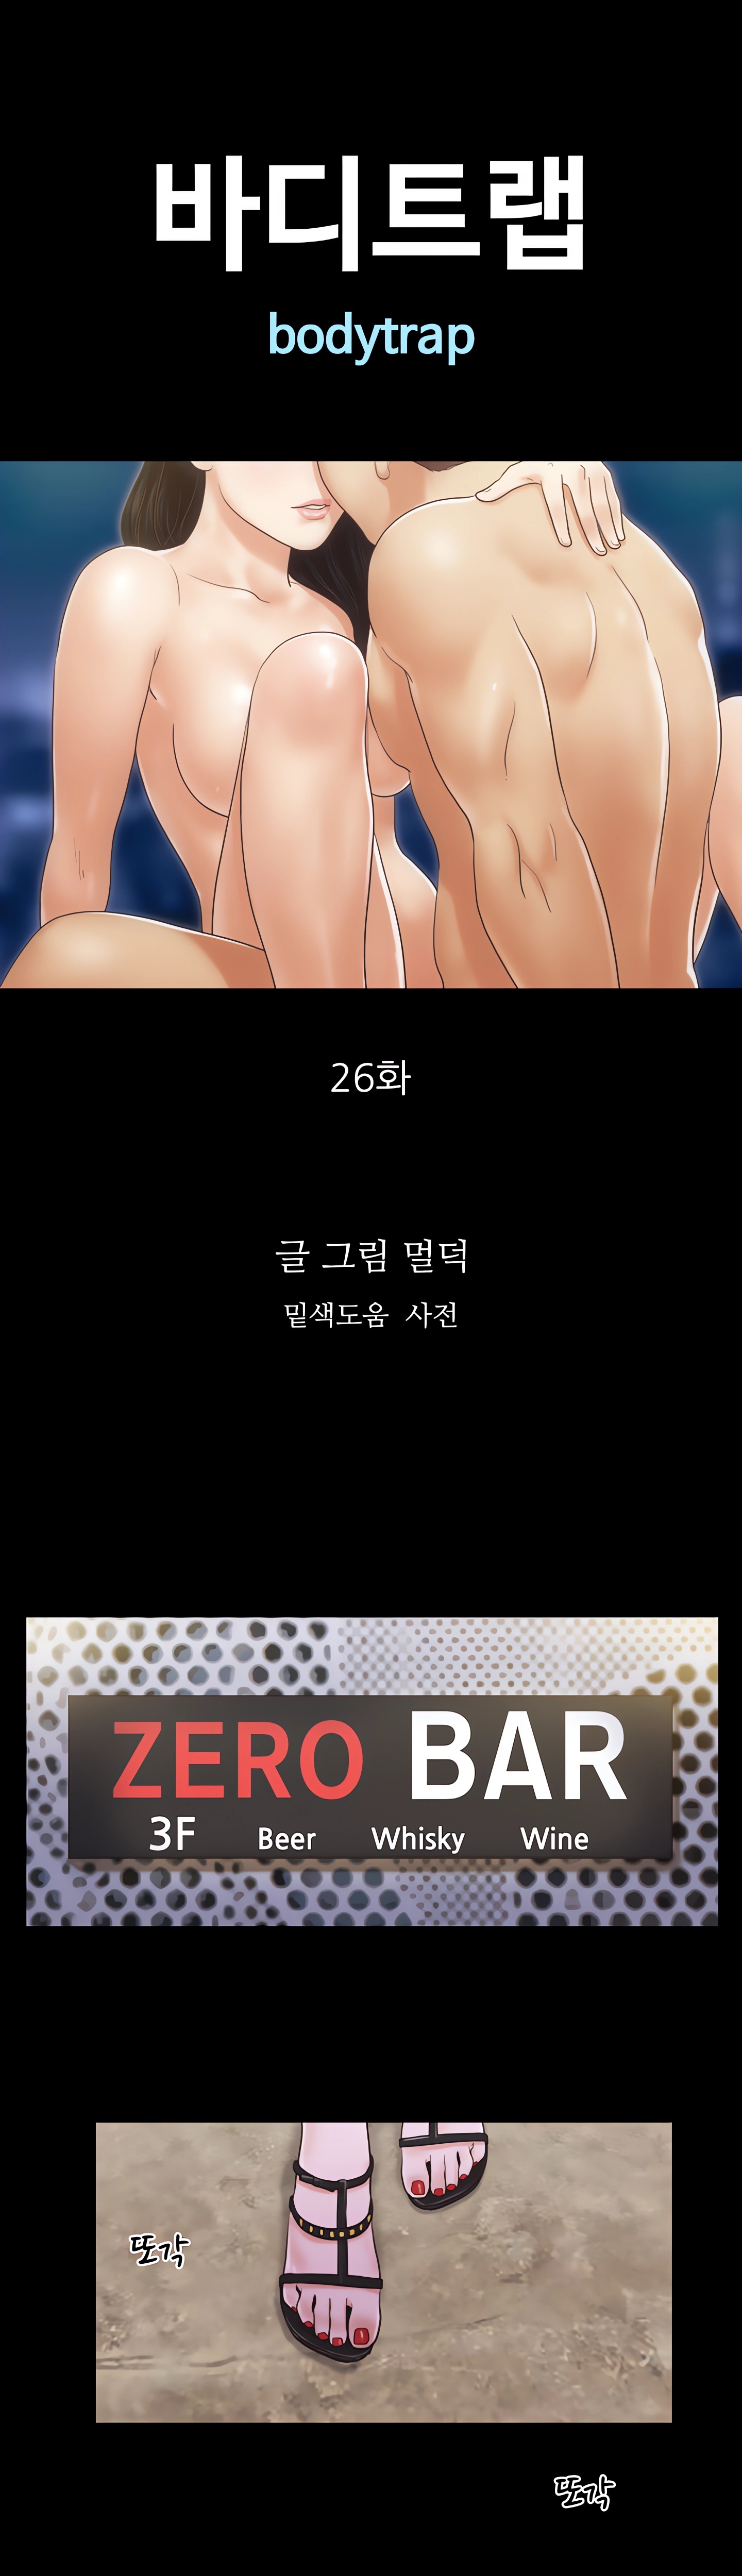 바디트랩
bodytrap
26화
글 그림 멀덕
밑색도움 사전
ZERO BAR
3F Beer Whisky Wine
또각
또각